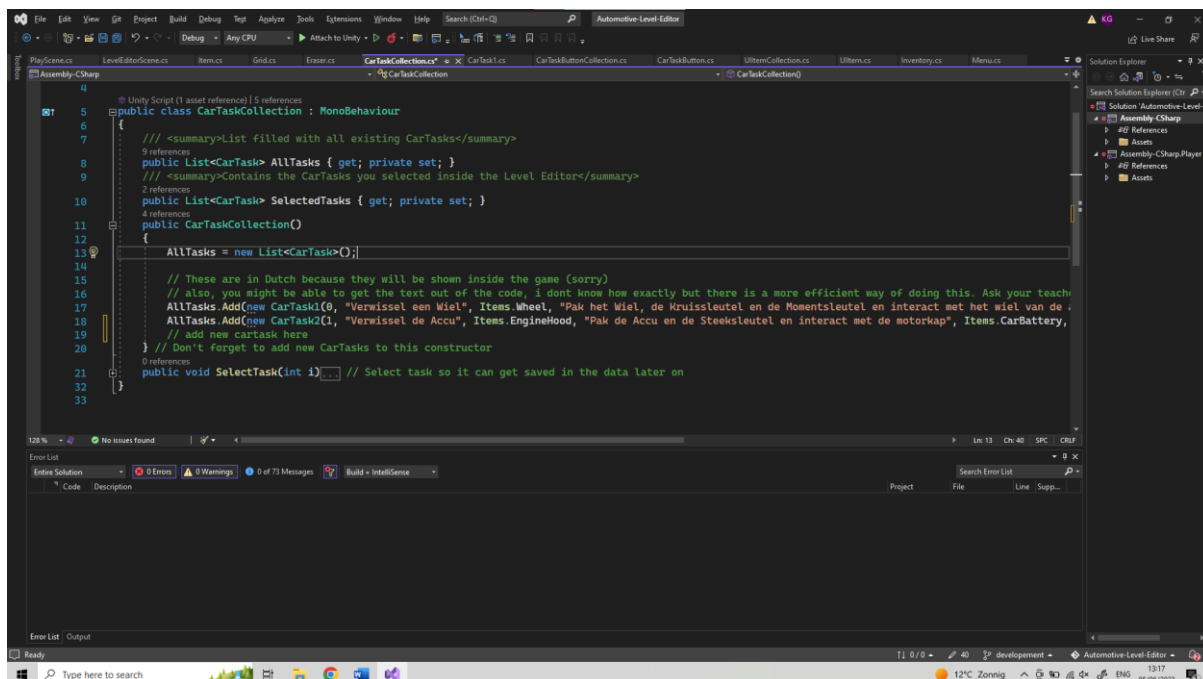 File Edit View Git Project Build Debug Test Analyze Tools Extensions Window Help Search (Ctrl+Q) Automotive-Level-Editor KG
Debug Any CPU Attach to Unity Live Share
PlayScene.cs LevelEditorScene.cs Item.cs Grid.cs Eraser.cs CarTaskCollection.cs* CarTask1.cs CarTaskButtonCollection.cs CarTaskButton.cs UIItemCollection.cs UIItem.cs Inventory.cs Menu.cs
Toolbox
Assembly-CSharp CarTaskCollection CarTaskCollection()
4
Unity Script (1 asset reference) | 5 references
5 public class CarTaskCollection : MonoBehaviour
6 {
7 /// <summary>List filled with all existing CarTasks</summary>
9 references
8 public List<CarTask> AllTasks { get; private set; }
9 /// <summary>Contains the CarTasks you selected inside the Level Editor</summary>
2 references
10 public List<CarTask> SelectedTasks { get; private set; }
4 references
11 public CarTaskCollection()
12 {
13 AllTasks = new List<CarTask>();
14
15 // These are in Dutch because they will be shown inside the game (sorry)
16 // also, you might be able to get the text out of the code, i dont know how exactly but there is a more efficient way of doing this. Ask your teach
17 AllTasks.Add(new CarTask1(0, "Verwissel een Wiel", Items.Wheel, "Pak het Wiel, de Kruissleutel en de Momentsleutel en interact met het wiel van de
18 AllTasks.Add(new CarTask2(1, "Verwissel de Accu", Items.EngineHood, "Pak de Accu en de Steeksleutel en interact met de motorkap", Items.CarBattery,
19 // add new cartask here
20 } // Don't forget to add new CarTasks to this constructor
0 references
21 public void SelectTask(int i)... // Select task so it can get saved in the data later on
32 }
33
128 % No issues found Ln: 13 Ch: 40 SPC CRLF
Solution Explorer
Search Solution Explorer (Ctr
Solution 'Automotive-Level-
Assembly-CSharp
References
Assets
Assembly-CSharp.Player
References
Assets
Error List
Entire Solution 0 Errors 0 Warnings 0 of 73 Messages Build + IntelliSense Search Error List
Code Description Project File Line Supp...
Error List Output
Ready 0 / 0 40 developement Automotive-Level-Editor
Type here to search 12°C Zonnig ENG 13:17